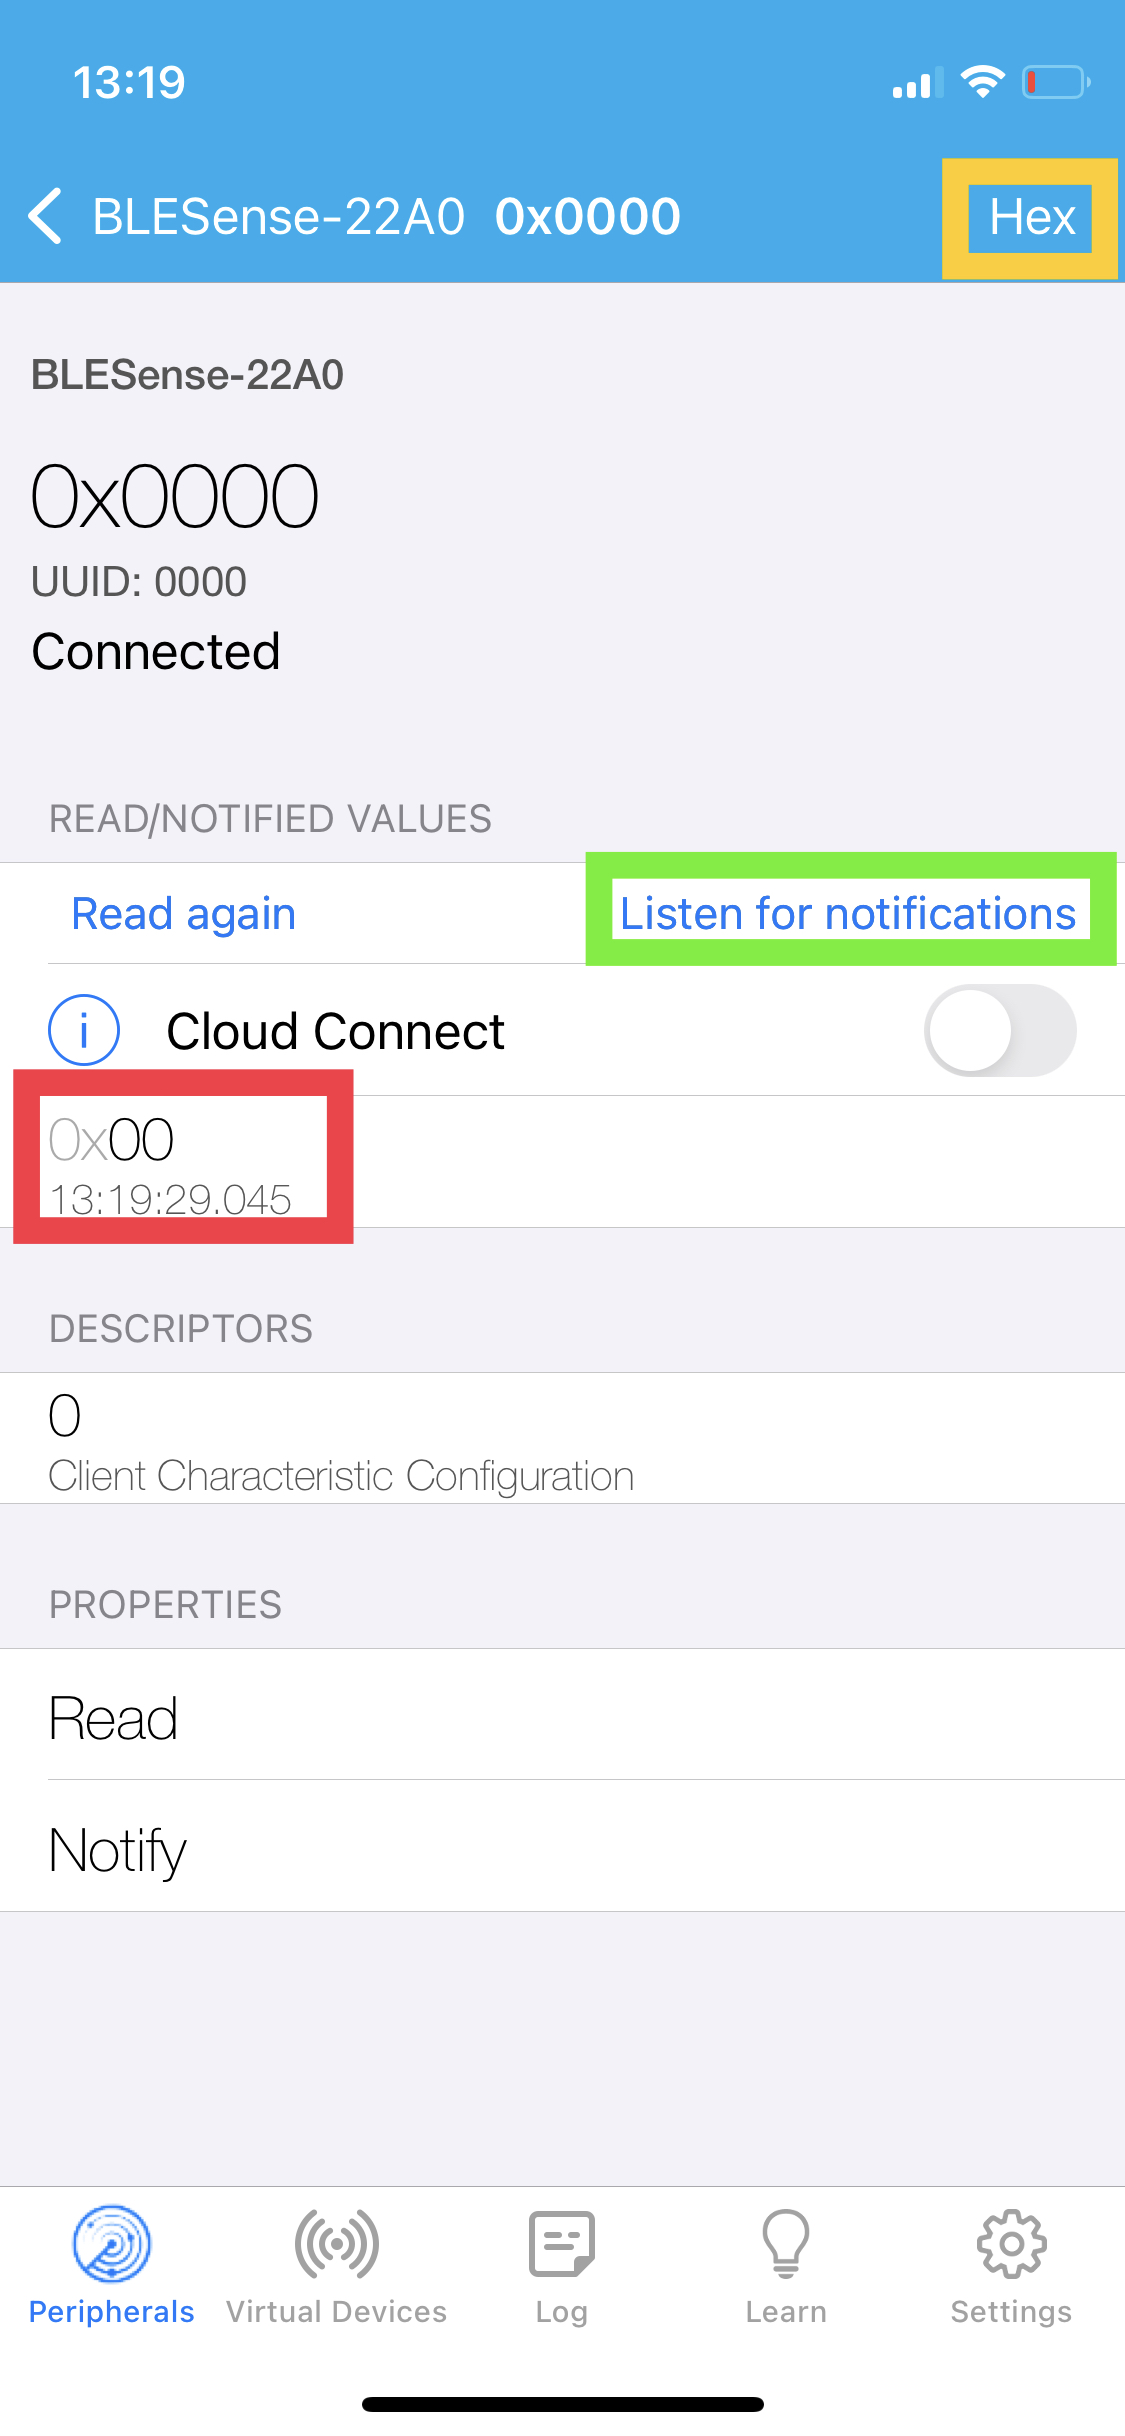 13:19
BLESense-22A0 0x0000 Hex
BLESense-22A0
0x0000
UUID: 0000
Connected
READ/NOTIFIED VALUES
Read again Listen for notifications
i Cloud Connect
0x00
13:19:29.045
DESCRIPTORS
0
Client Characteristic Configuration
PROPERTIES
Read
Notify
Peripherals Virtual Devices Log Learn Settings